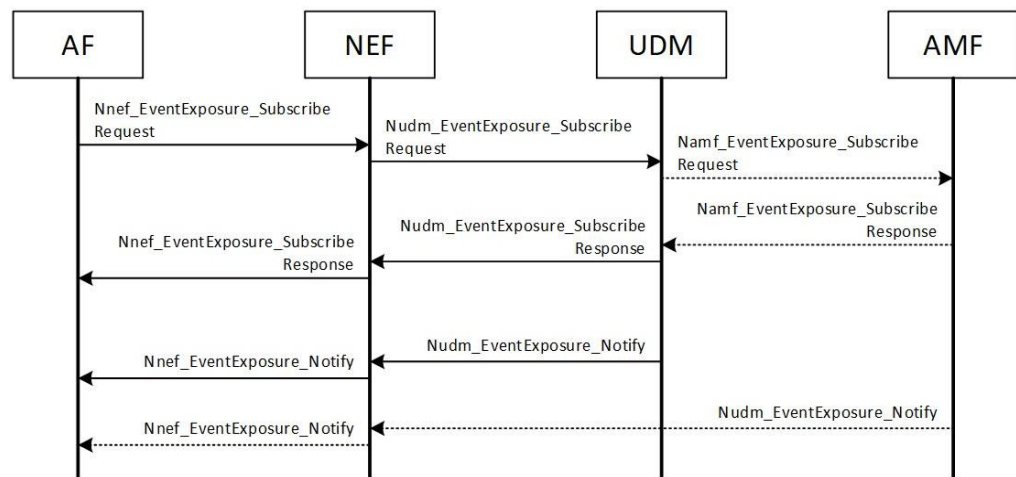 AF
NEF
UDM
AMF
Nnef_EventExposure_Subscribe
Request
Nudm_EventExposure_Subscribe
Request
Namf_EventExposure_Subscribe
Request
Namf_EventExposure_Subscribe
Response
Nudm_EventExposure_Subscribe
Response
Nnef_EventExposure_Subscribe
Response
Nudm_EventExposure_Notify
Nnef_EventExposure_Notify
Nudm_EventExposure_Notify
Nnef_EventExposure_Notify